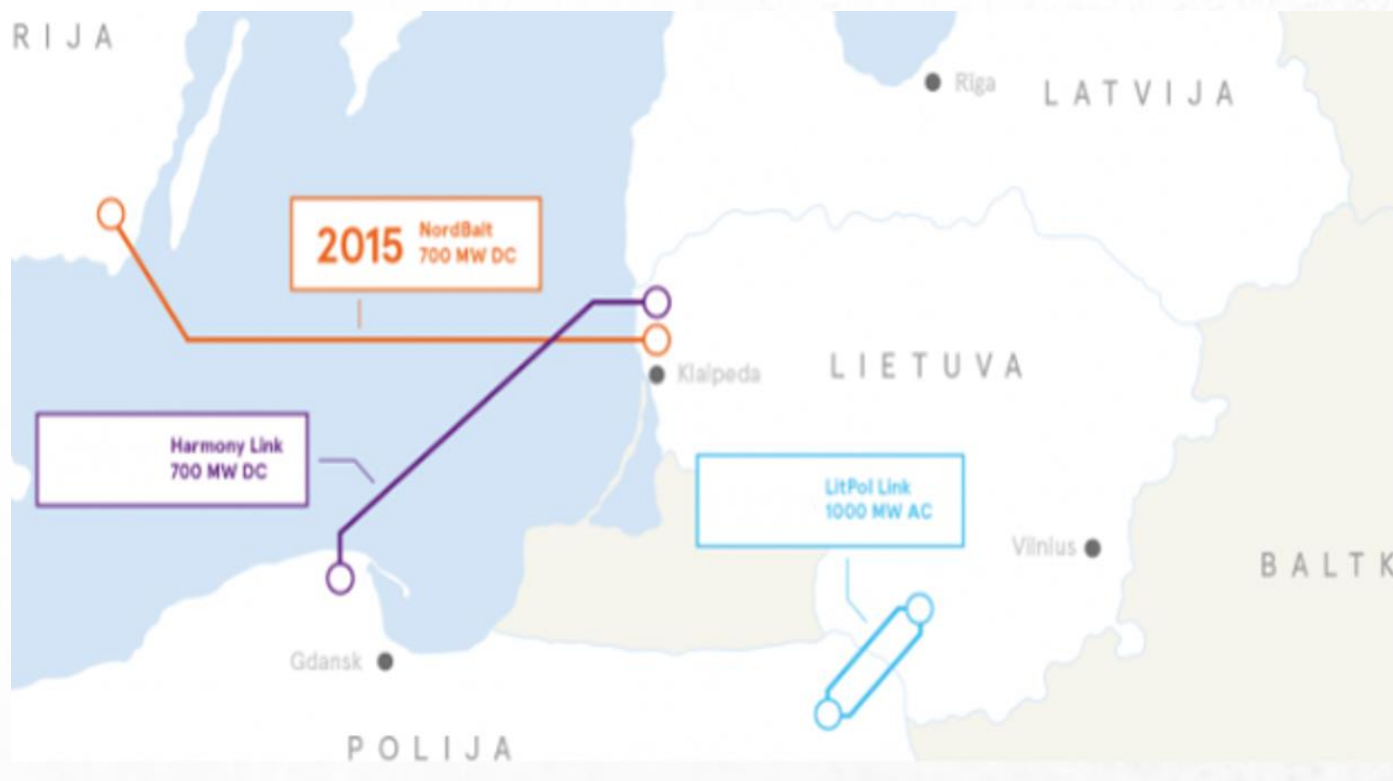 RIJA
Rīga
LATVIJA
2015
NordBalt
700 MW DC
Klaipeda
LIETUVA
Harmony Link
700 MW DC
LitPol Link
1000 MW AC
Vilnius
BALTK
Gdansk
POLIJA